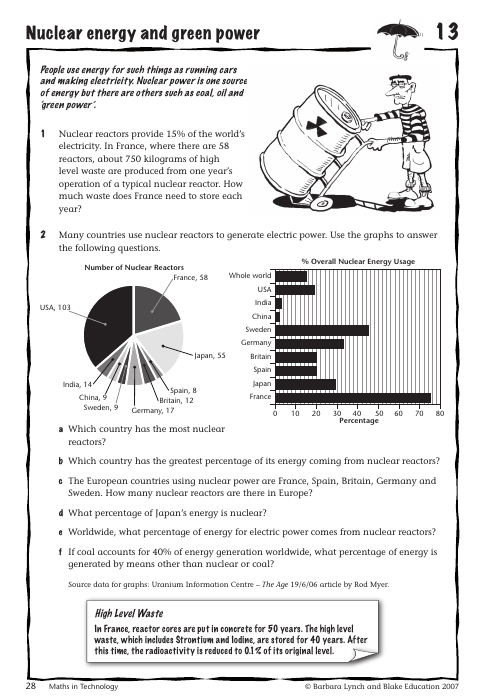 Nuclear energy and green power
13
People use energy for such things as running cars
and making electricity. Nuclear power is one source
of energy but there are others such as coal, oil and
‘green power’.
1 Nuclear reactors provide 15% of the world’s
electricity. In France, where there are 58
reactors, about 750 kilograms of high
level waste are produced from one year’s
operation of a typical nuclear reactor. How
much waste does France need to store each
year?
2 Many countries use nuclear reactors to generate electric power. Use the graphs to answer
the following questions.
Number of Nuclear Reactors
France, 58
USA, 103
Japan, 55
India, 14
Spain, 8
China, 9
Britain, 12
Sweden, 9
Germany, 17
% Overall Nuclear Energy Usage
Whole world
USA
India
China
Sweden
Germany
Britain
Spain
Japan
France
0 10 20 30 40 50 60 70 80
Percentage
a Which country has the most nuclear
reactors?
b Which country has the greatest percentage of its energy coming from nuclear reactors?
c The European countries using nuclear power are France, Spain, Britain, Germany and
Sweden. How many nuclear reactors are there in Europe?
d What percentage of Japan’s energy is nuclear?
e Worldwide, what percentage of energy for electric power comes from nuclear reactors?
f If coal accounts for 40% of energy generation worldwide, what percentage of energy is
generated by means other than nuclear or coal?
Source data for graphs: Uranium Information Centre – The Age 19/6/06 article by Rod Myer.
High Level Waste
In France, reactor cores are put in concrete for 50 years. The high level
waste, which includes Strontium and Iodine, are stored for 40 years. After
this time, the radioactivity is reduced to 0.1% of its original level.
28 Maths in Technology
© Barbara Lynch and Blake Education 2007